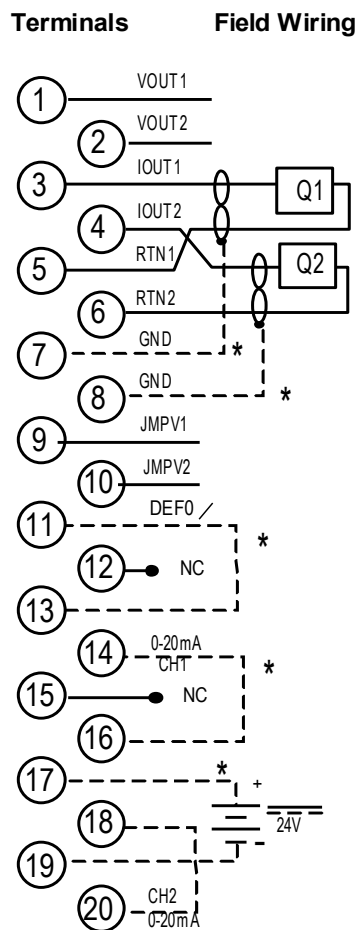 Terminals Field Wiring
1 VOUT1
2 VOUT2
3 IOUT1 Q1
4 IOUT2
5 RTN1 Q2
6 RTN2
7 GND *
8 GND *
9 JMPV1
10 JMPV2
11 DEF0 / *
12 NC
13
14 0-20mA
CH1 *
15 NC
16
17 * +
18 24V
19 -
20 CH2
0-20mA